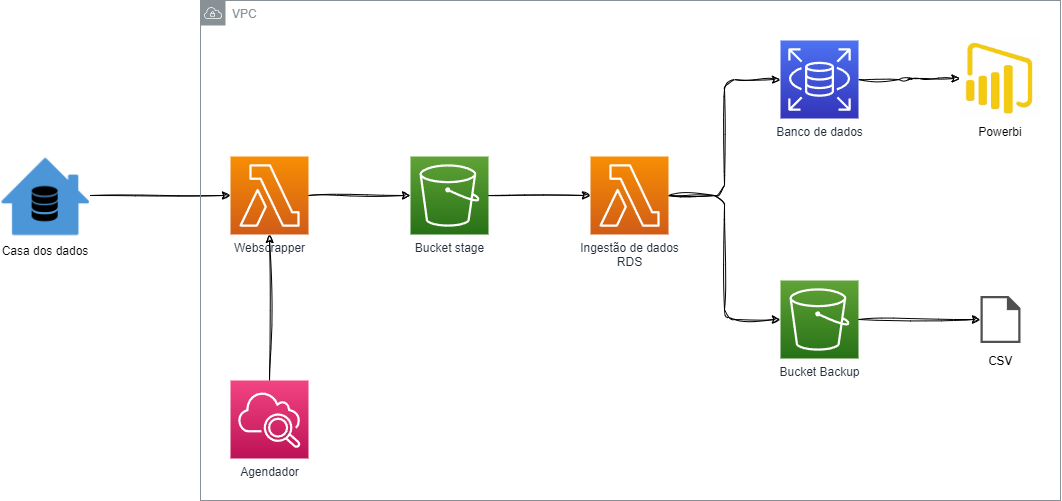 VPC
Banco de dados
Powerbi
Casa dos dados
Webscrapper
Bucket stage
Ingestão de dados
RDS
Bucket Backup
CSV
Agendador